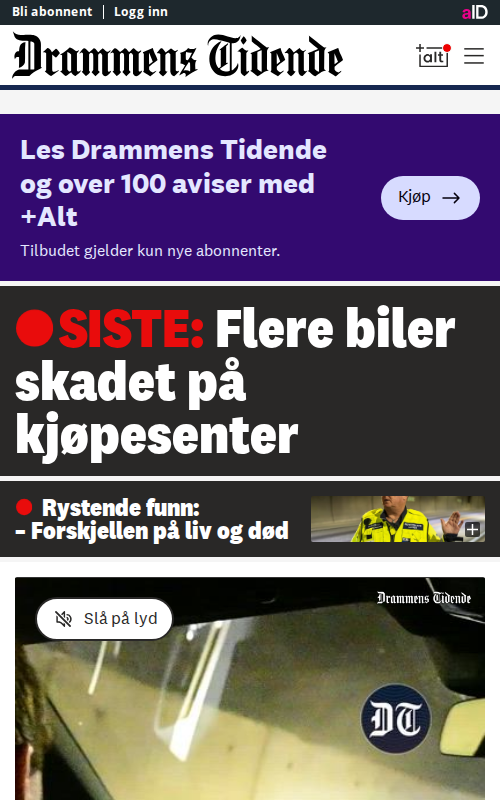 Bli abonnent
Logg inn
aID
Drammens Tidende
+alt
Les Drammens Tidende
og over 100 aviser med
+Alt
Tilbudet gjelder kun nye abonnenter.
Kjøp
SISTE: Flere biler
skadet på
kjøpesenter
Rystende funn:
– Forskjellen på liv og død
Drammens Tidende
Slå på lyd
DT